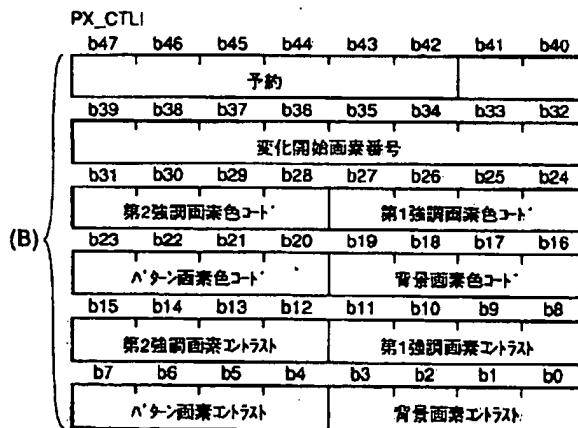 PX_CTLI
b47 b46 b45 b44 b43 b42 b41 b40
予約
b39 b38 b37 b36 b35 b34 b33 b32
変化開始画素番号
b31 b30 b29 b28 b27 b26 b25 b24
第2強調画素色コード 第1強調画素色コード
(B)
b23 b22 b21 b20 b19 b18 b17 b16
パターン画素色コード 背景画素色コード
b15 b14 b13 b12 b11 b10 b9 b8
第2強調画素コントラスト 第1強調画素コントラスト
b7 b6 b5 b4 b3 b2 b1 b0
パターン画素コントラスト 背景画素コントラスト